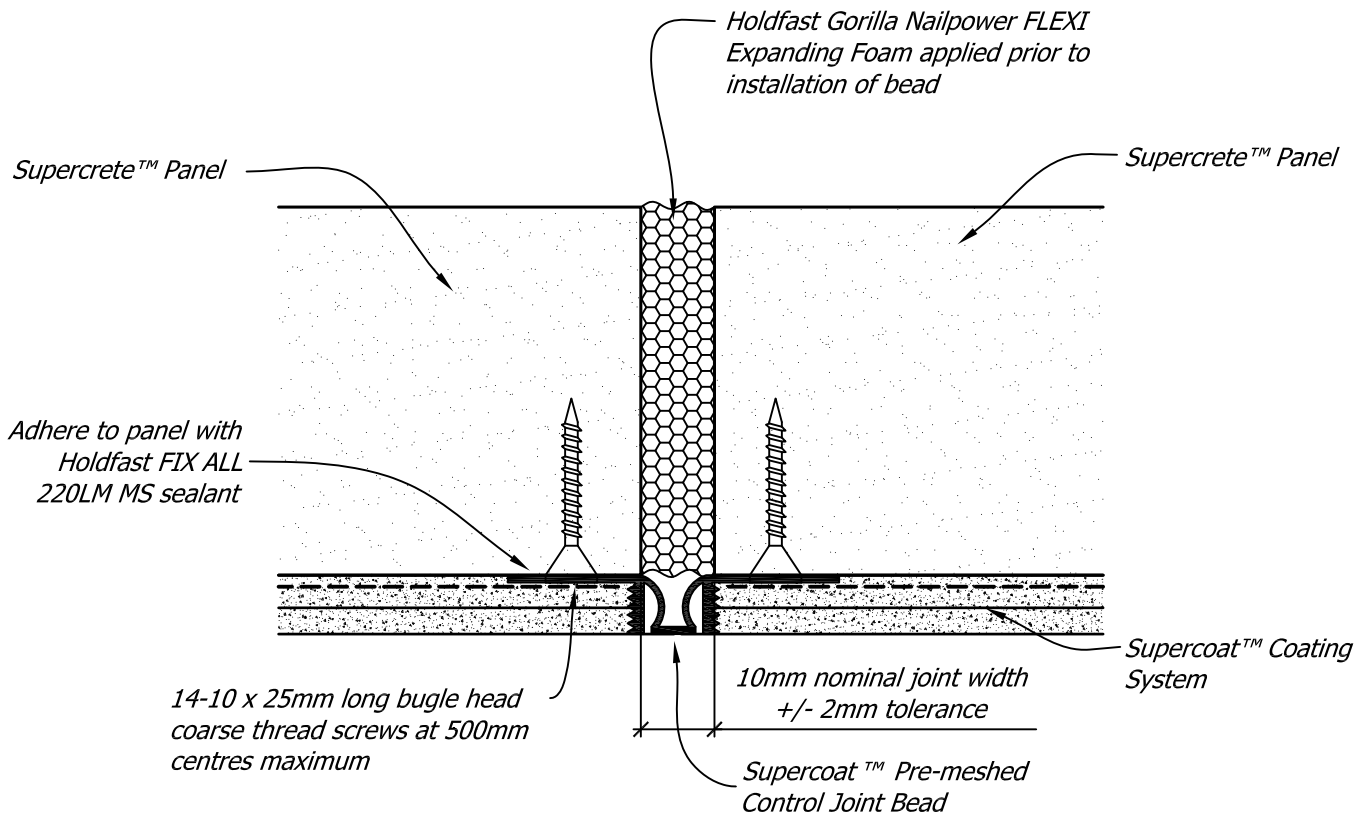 Holdfast Gorilla Nailpower FLEXI
Expanding Foam applied prior to
installation of bead
Supercrete™ Panel
Supercrete™ Panel
Adhere to panel with
Holdfast FIX ALL
220LM MS sealant
Supercoat™ Coating
System
14-10 x 25mm long bugle head
coarse thread screws at 500mm
centres maximum
10mm nominal joint width
+/- 2mm tolerance
Supercoat ™ Pre-meshed
Control Joint Bead